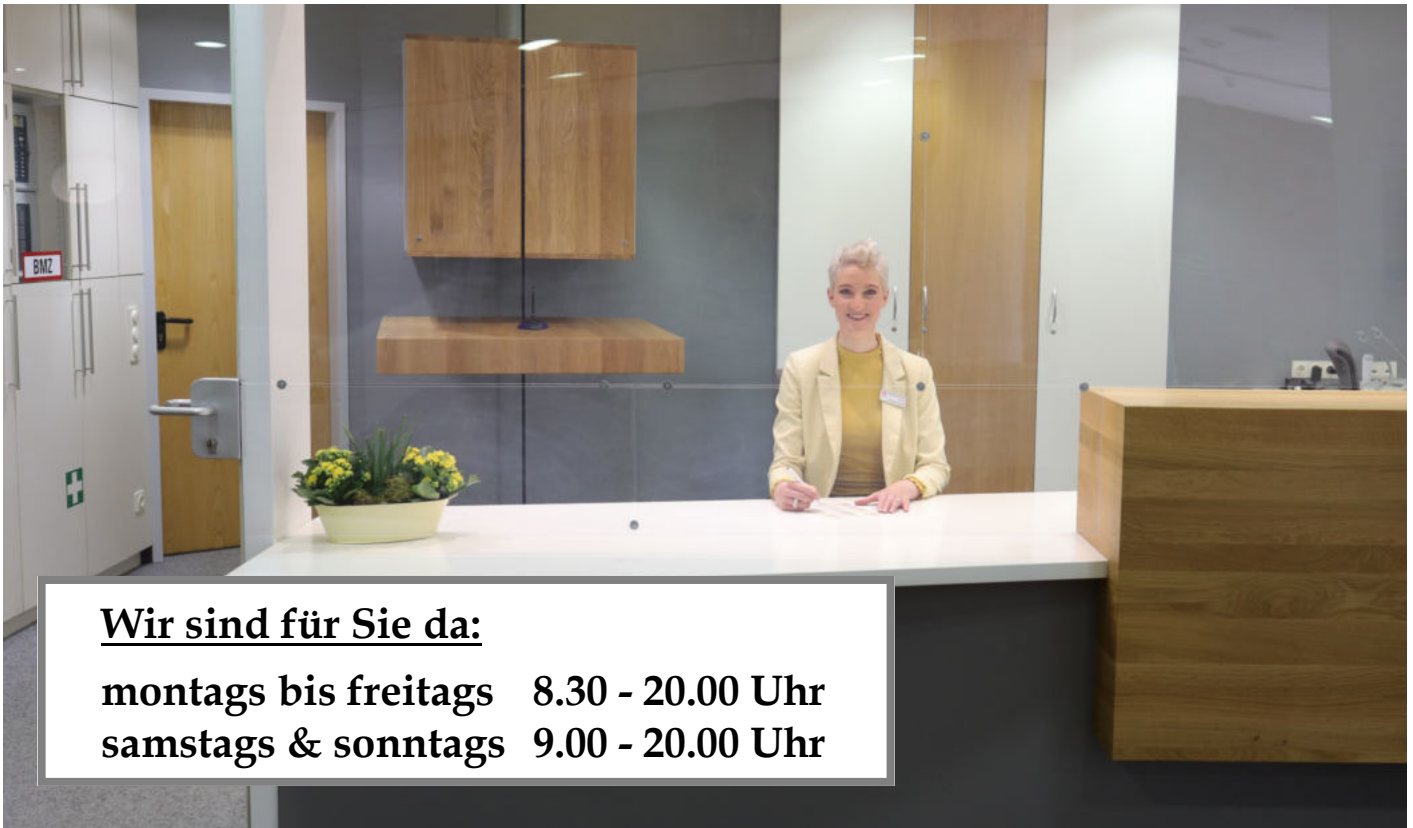 BMZ
Wir sind für Sie da:
montags bis freitags 8.30 - 20.00 Uhr
samstags & sonntags 9.00 - 20.00 Uhr